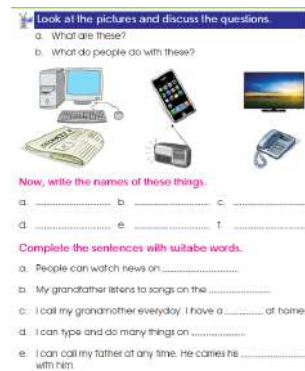 Look at the pictures and discuss the questions.
a. What are these?
b. What do people do with these?
Now, write the names of these things.
a. .......................... b. .......................... c. ..........................
d. .......................... e. .......................... f. ..........................
Complete the sentences with suitabe words.
a. People can watch news on ..........................
b. My grandfather listens to songs on the ......................
c. I call my grandmother everyday. I have a ............. at home
d. I can type and do many things on ...................
e. I can call my father at any time. He carries his ......................
with him.